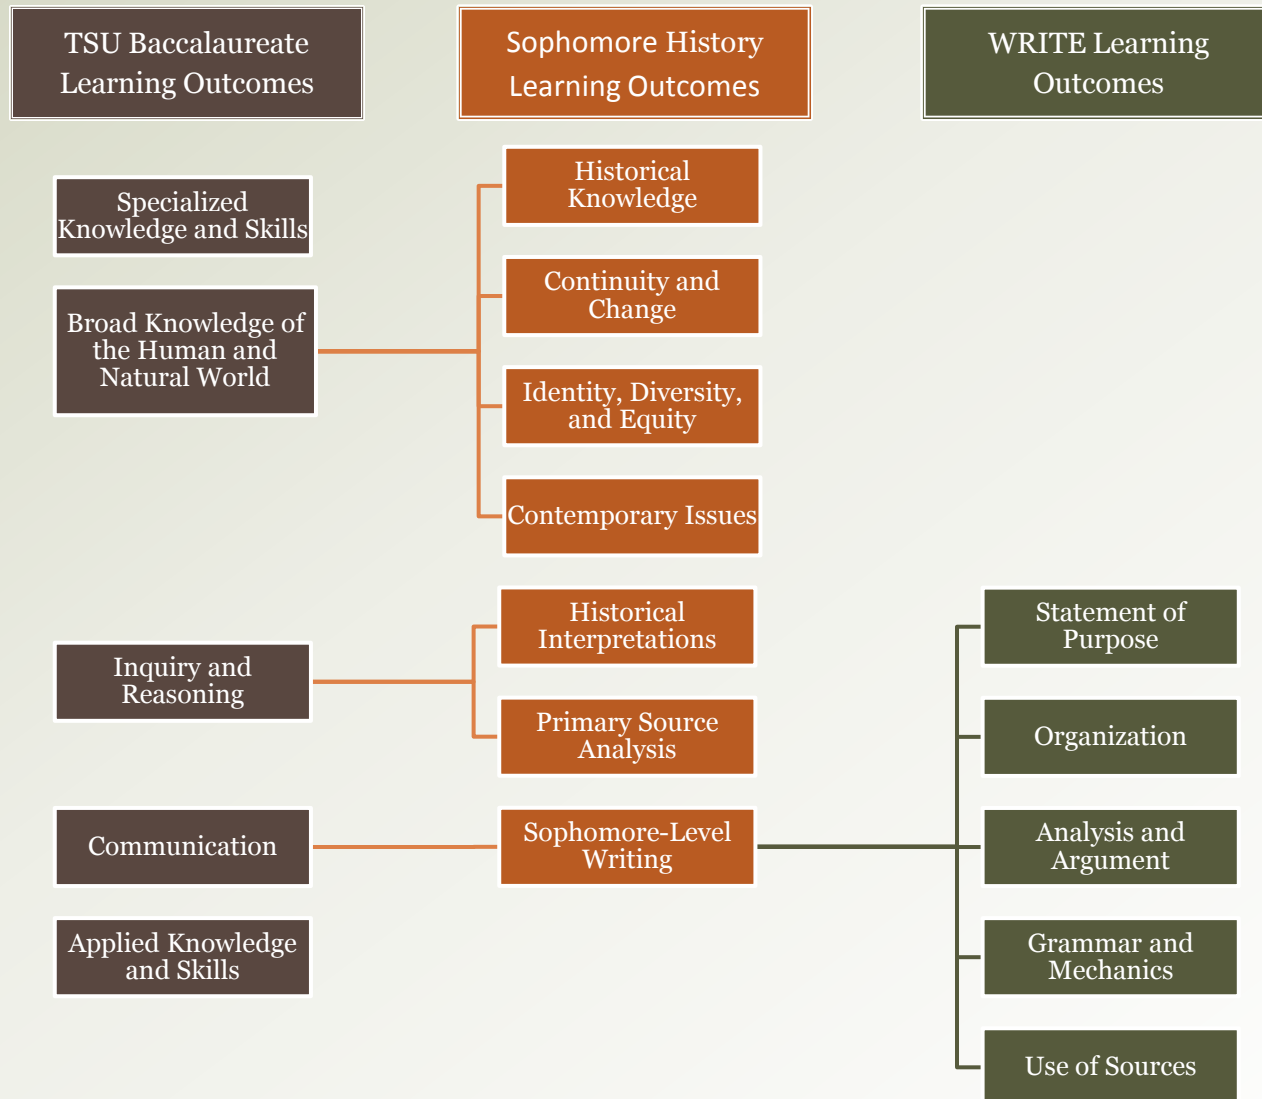 TSU Baccalaureate
Learning Outcomes
Sophomore History
Learning Outcomes
WRITE Learning
Outcomes
Specialized
Knowledge and Skills
Broad Knowledge of
the Human and
Natural World
Historical
Knowledge
Continuity and
Change
Identity, Diversity,
and Equity
Contemporary Issues
Inquiry and
Reasoning
Historical
Interpretations
Primary Source
Analysis
Communication
Sophomore-Level
Writing
Statement of
Purpose
Organization
Analysis and
Argument
Grammar and
Mechanics
Use of Sources
Applied Knowledge
and Skills